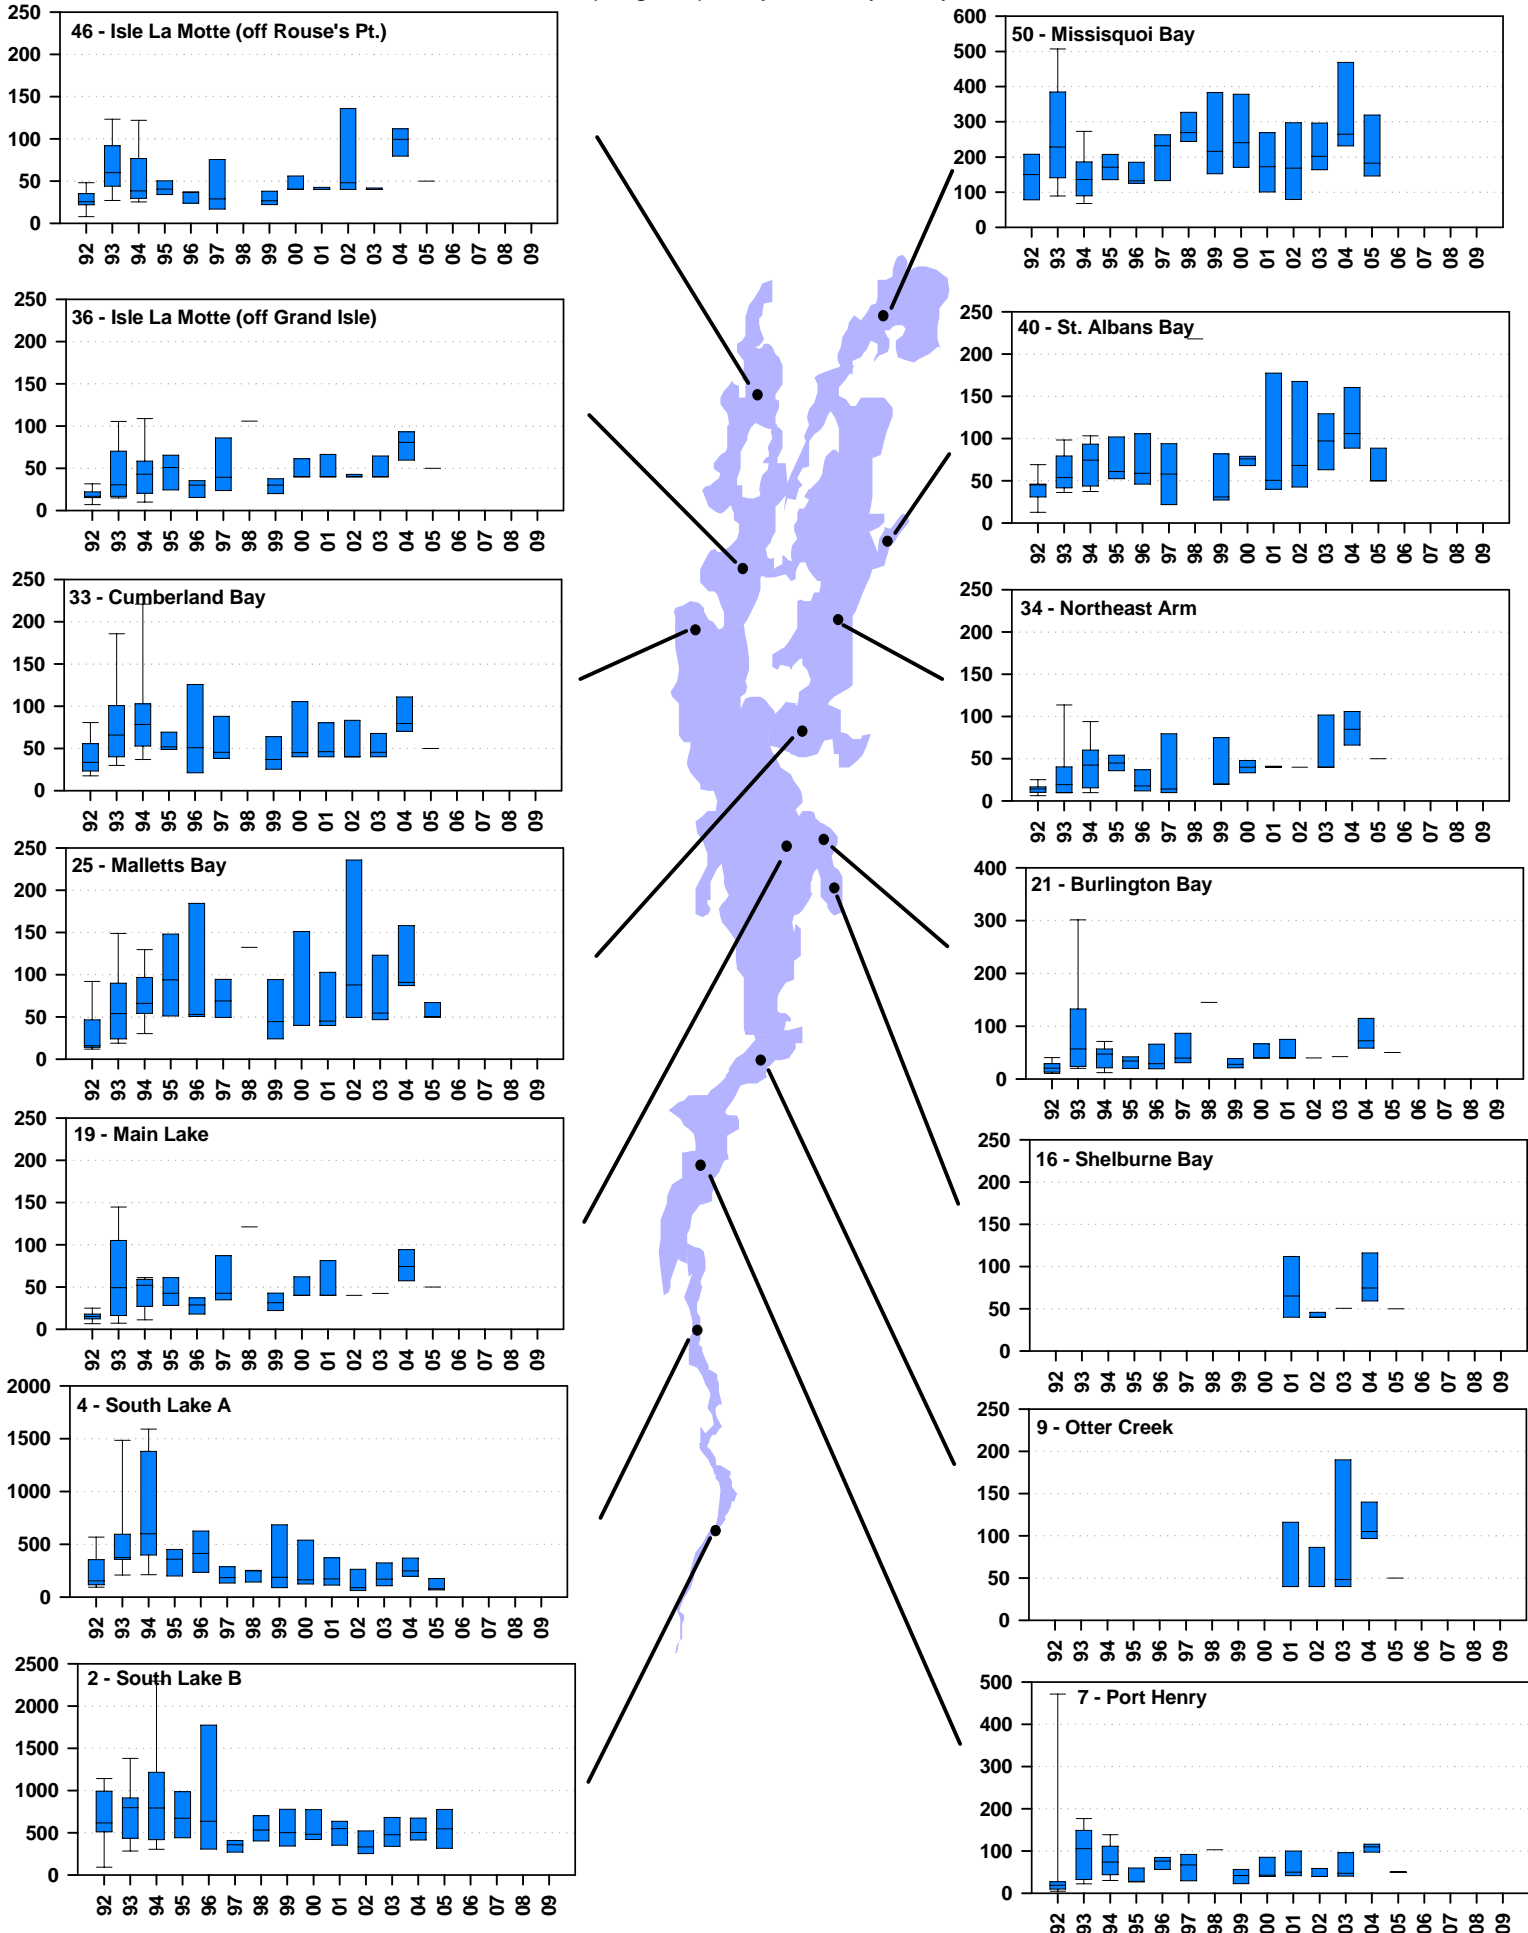 46 - Isle La Motte (off Rouse's Pt.)
250
200
150
100
50
0
92 93 94 95 96 97 98 99 00 01 02 03 04 05 06 07 08 09
50 - Missisquoi Bay
600
500
400
300
200
100
0
92 93 94 95 96 97 98 99 00 01 02 03 04 05 06 07 08 09
36 - Isle La Motte (off Grand Isle)
250
200
150
100
50
0
92 93 94 95 96 97 98 99 00 01 02 03 04 05 06 07 08 09
40 - St. Albans Bay
250
200
150
100
50
0
92 93 94 95 96 97 98 99 00 01 02 03 04 05 06 07 08 09
33 - Cumberland Bay
250
200
150
100
50
0
92 93 94 95 96 97 98 99 00 01 02 03 04 05 06 07 08 09
34 - Northeast Arm
250
200
150
100
50
0
92 93 94 95 96 97 98 99 00 01 02 03 04 05 06 07 08 09
25 - Malletts Bay
250
200
150
100
50
0
92 93 94 95 96 97 98 99 00 01 02 03 04 05 06 07 08 09
21 - Burlington Bay
400
300
200
100
0
92 93 94 95 96 97 98 99 00 01 02 03 04 05 06 07 08 09
19 - Main Lake
250
200
150
100
50
0
92 93 94 95 96 97 98 99 00 01 02 03 04 05 06 07 08 09
16 - Shelburne Bay
250
200
150
100
50
0
92 93 94 95 96 97 98 99 00 01 02 03 04 05 06 07 08 09
4 - South Lake A
2000
1500
1000
500
0
92 93 94 95 96 97 98 99 00 01 02 03 04 05 06 07 08 09
9 - Otter Creek
250
200
150
100
50
0
92 93 94 95 96 97 98 99 00 01 02 03 04 05 06 07 08 09
2 - South Lake B
2500
2000
1500
1000
500
0
92 93 94 95 96 97 98 99 00 01 02 03 04 05 06 07 08 09
7 - Port Henry
500
400
300
200
100
0
92 93 94 95 96 97 98 99 00 01 02 03 04 05 06 07 08 09